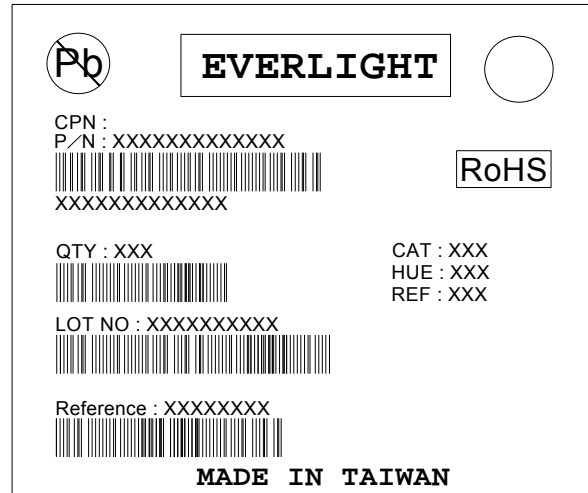 Pb
EVERLIGHT
CPN :
P/N : XXXXXXXXXXXXX
RoHS
XXXXXXXXXXXXX
QTY : XXX
CAT : XXX
HUE : XXX
REF : XXX
LOT NO : XXXXXXXXXX
Reference : XXXXXXXX
MADE IN TAIWAN